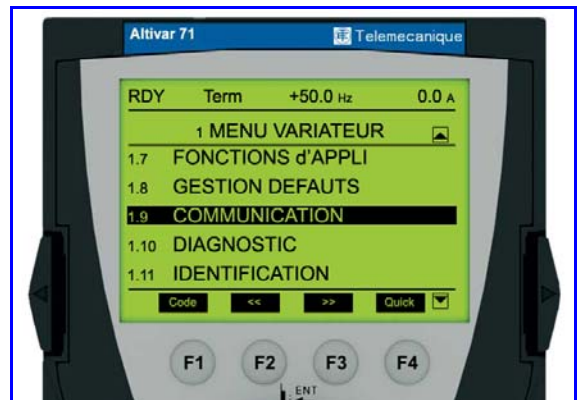 Altivar 71 Telemecanique
RDY Term +50.0 Hz 0.0 A
1 MENU VARIATEUR
1.7 FONCTIONS d'APPLI
1.8 GESTION DEFAUTS
1.9 COMMUNICATION
1.10 DIAGNOSTIC
1.11 IDENTIFICATION
Code << >> Quick
F1 F2 F3 F4
ENT